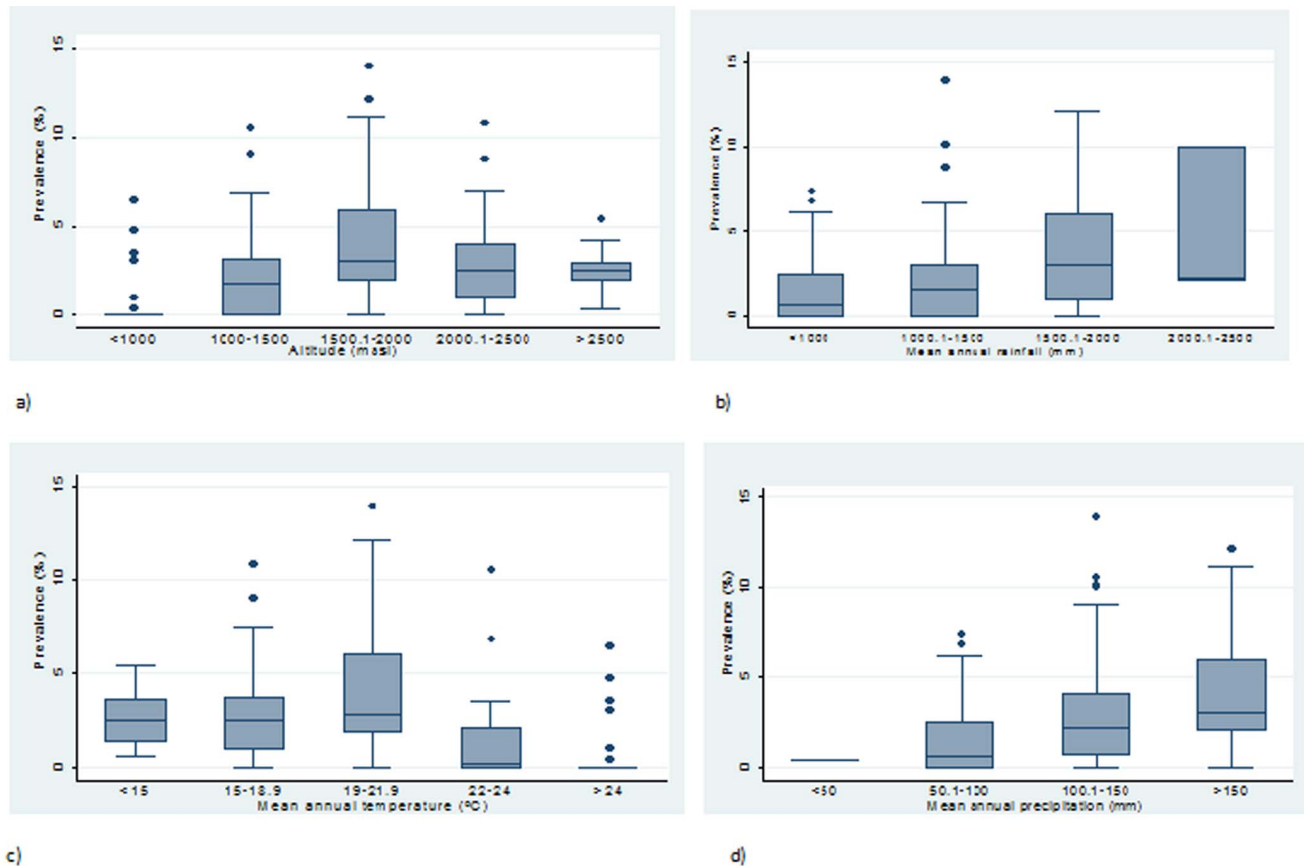 Prevalence (%)
15
10
5
0
<1000 1000-1500 1500.1-2000 2000.1-2500 >2500
Altitude (masl)
a)
Prevalence (%)
15
10
5
0
<1000 1000.1-1500 1500.1-2000 2000.1-2500
Mean annual rainfall (mm)
b)
Prevalence (%)
15
10
5
0
<15 15-18.9 19-21.9 22-24 >24
Mean annual temperature (ºC)
c)
Prevalence (%)
15
10
5
0
<50 50.1-100 100.1-150 >150
Mean annual precipitation (mm)
d)